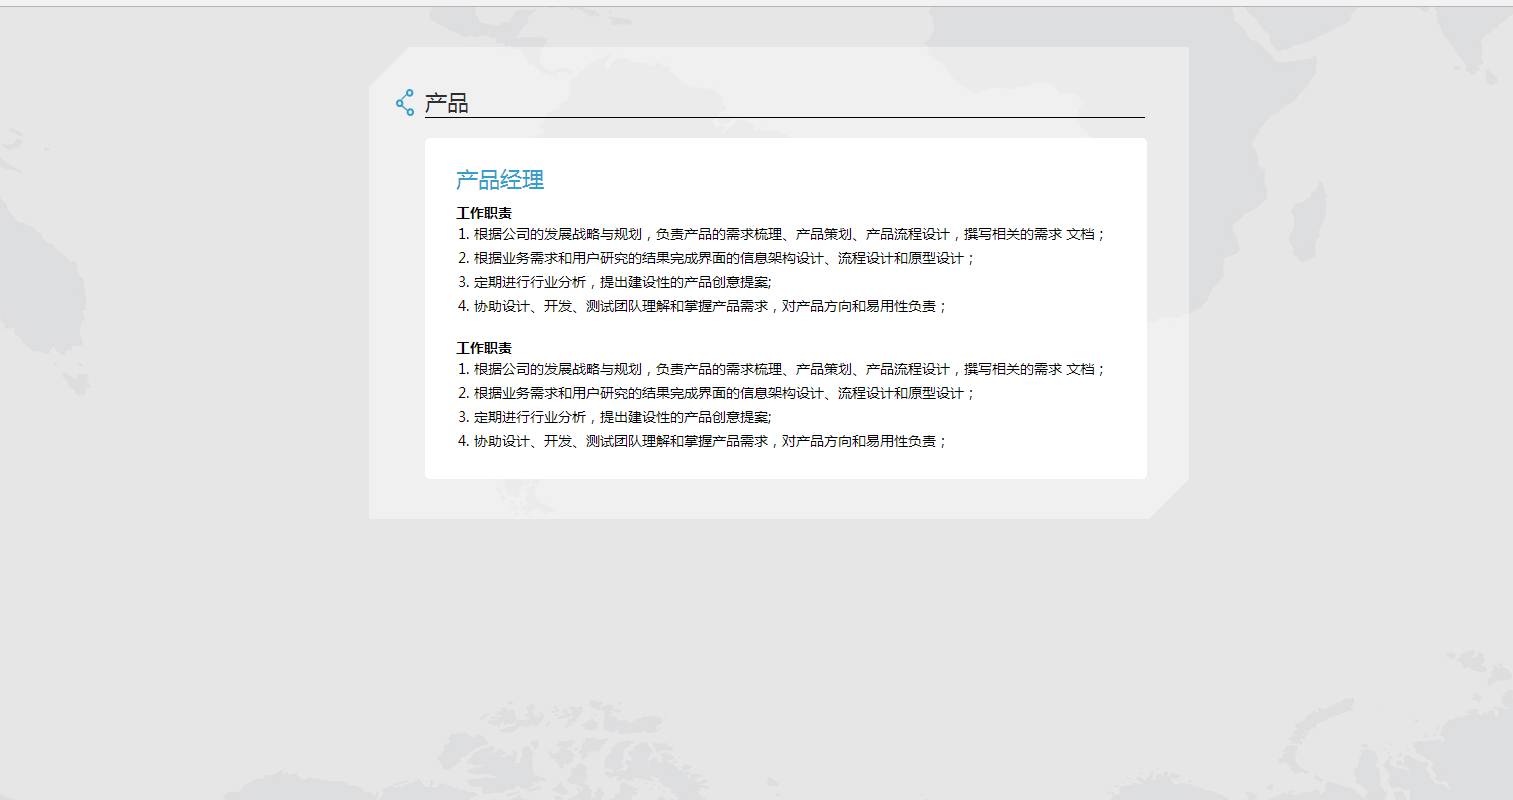 产品
产品经理
工作职责
1. 根据公司的发展战略与规划，负责产品的需求梳理、产品策划、产品流程设计，撰写相关的需求 文档；
2. 根据业务需求和用户研究的结果完成界面的信息架构设计、流程设计和原型设计；
3. 定期进行行业分析，提出建设性的产品创意提案;
4. 协助设计、开发、测试团队理解和掌握产品需求，对产品方向和易用性负责；
工作职责
1. 根据公司的发展战略与规划，负责产品的需求梳理、产品策划、产品流程设计，撰写相关的需求 文档；
2. 根据业务需求和用户研究的结果完成界面的信息架构设计、流程设计和原型设计；
3. 定期进行行业分析，提出建设性的产品创意提案;
4. 协助设计、开发、测试团队理解和掌握产品需求，对产品方向和易用性负责；